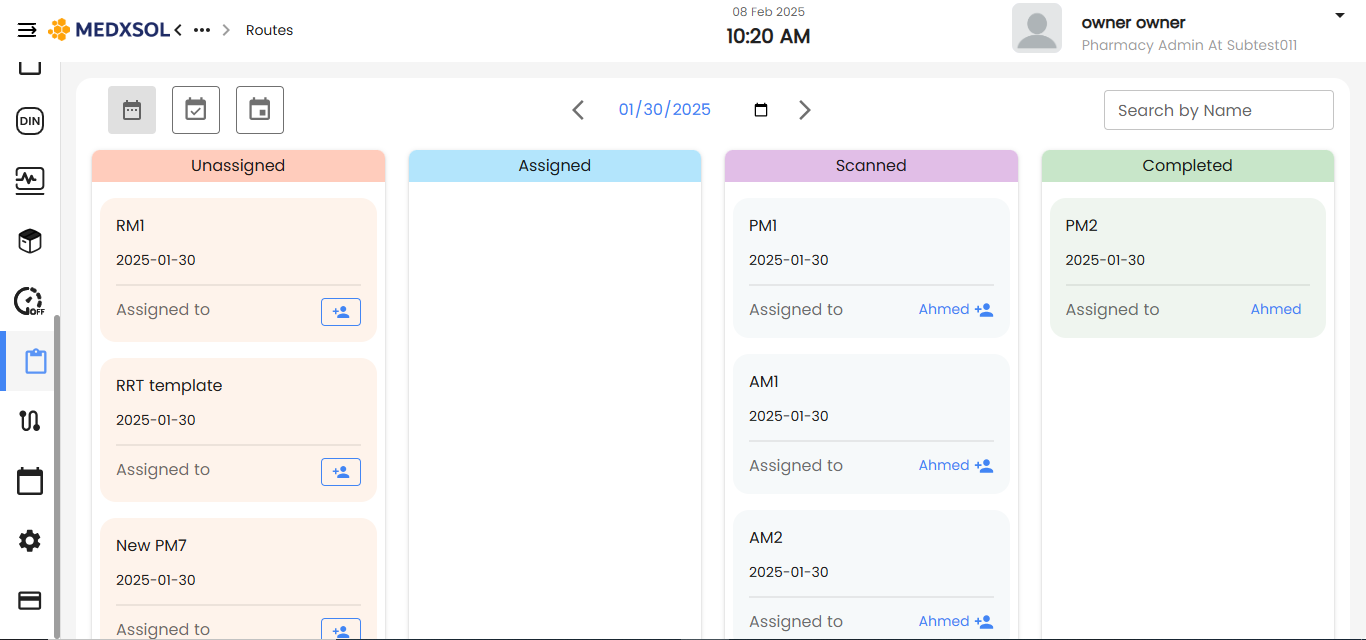 MEDXSOL
Routes
08 Feb 2025
10:20 AM
owner owner
Pharmacy Admin At Subtest011
DIN
OFF
01/30/2025
Search by Name
Unassigned
RM1
2025-01-30
Assigned to
RRT template
2025-01-30
Assigned to
New PM7
2025-01-30
Assigned to
Assigned
Scanned
PM1
2025-01-30
Assigned to Ahmed
AM1
2025-01-30
Assigned to Ahmed
AM2
2025-01-30
Assigned to Ahmed
Completed
PM2
2025-01-30
Assigned to Ahmed